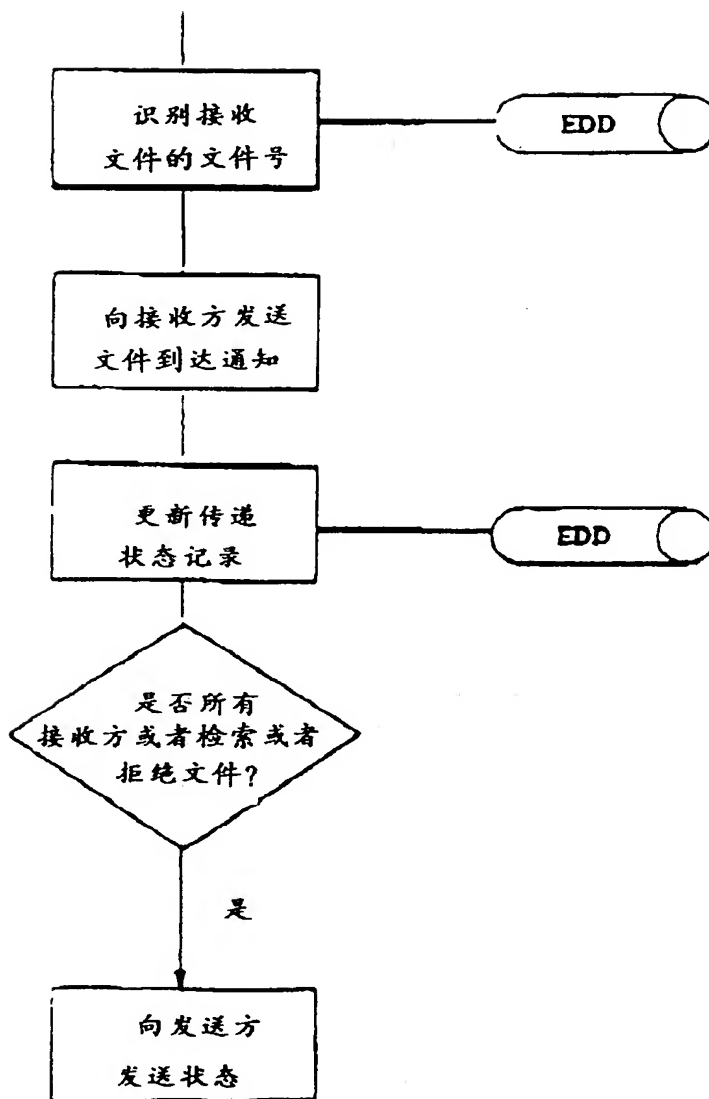 识别接收
文件的文件号
EDD
向接收方发送
文件到达通知
更新传递
状态记录
EDD
是否所有
接收方或者检索或者
拒绝文件?
是
向发送方
发送状态